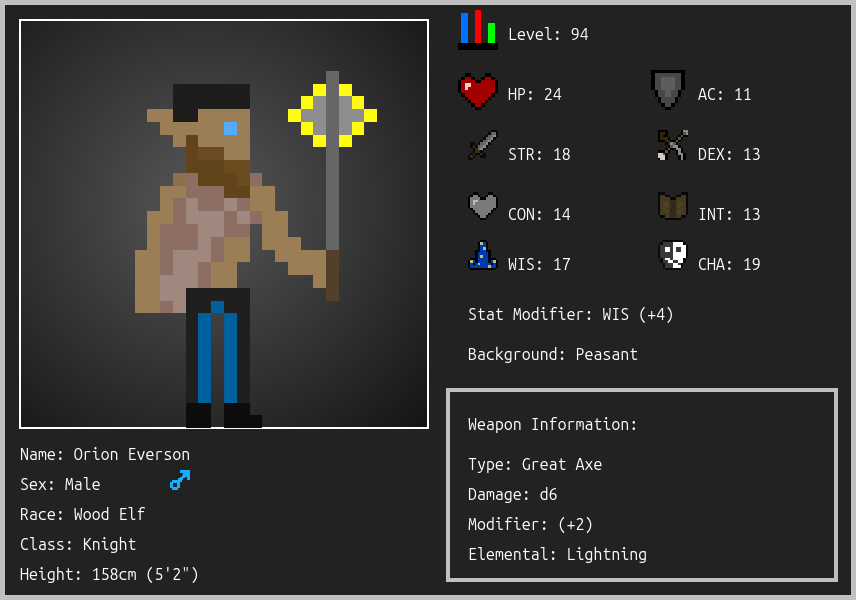 Level: 94
HP: 24
AC: 11
STR: 18
DEX: 13
CON: 14
INT: 13
WIS: 17
CHA: 19
Stat Modifier: WIS (+4)
Background: Peasant
Weapon Information:
Type: Great Axe
Damage: d6
Modifier: (+2)
Elemental: Lightning
Name: Orion Everson
Sex: Male
Race: Wood Elf
Class: Knight
Height: 158cm (5'2")